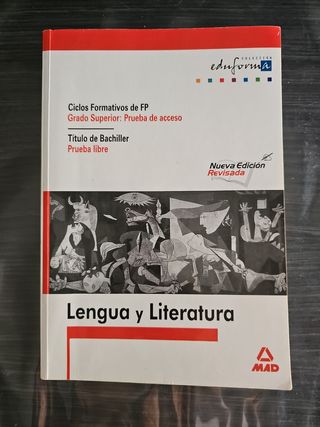 COLECCIÓN
eduforma
Ciclos Formativos de FP
Grado Superior: Prueba de acceso
Título de Bachiller
Prueba libre
Nueva Edición
Revisada
Lengua y Literatura
MAD